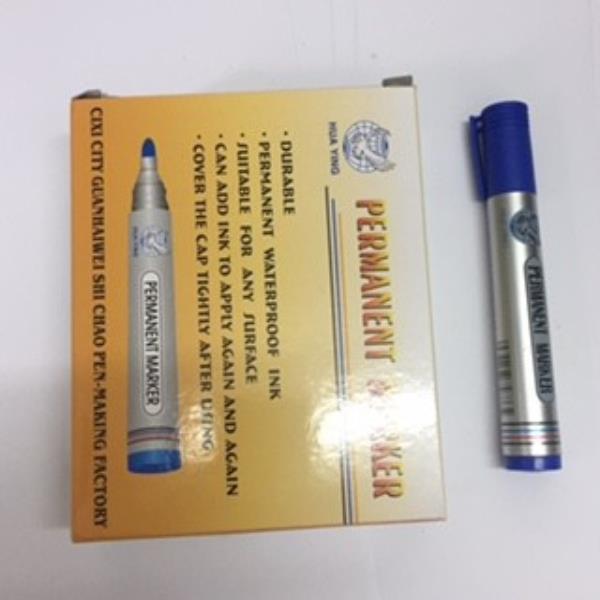 HUA YING
PERMANENT MARKER
• DURABLE
• PERMANENT WATERPROOF INK
• SUITABLE FOR ANY SURFACE
• CAN ADD INK TO APPLY AGAIN AND AGAIN
• COVER THE CAP TIGHTLY AFTER USING
HUA YING
PERMANENT MARKER
CIXI CITY GUANHAIWEI SHI CHAO PEN-MAKING FACTORY
PERMANENT MARKER